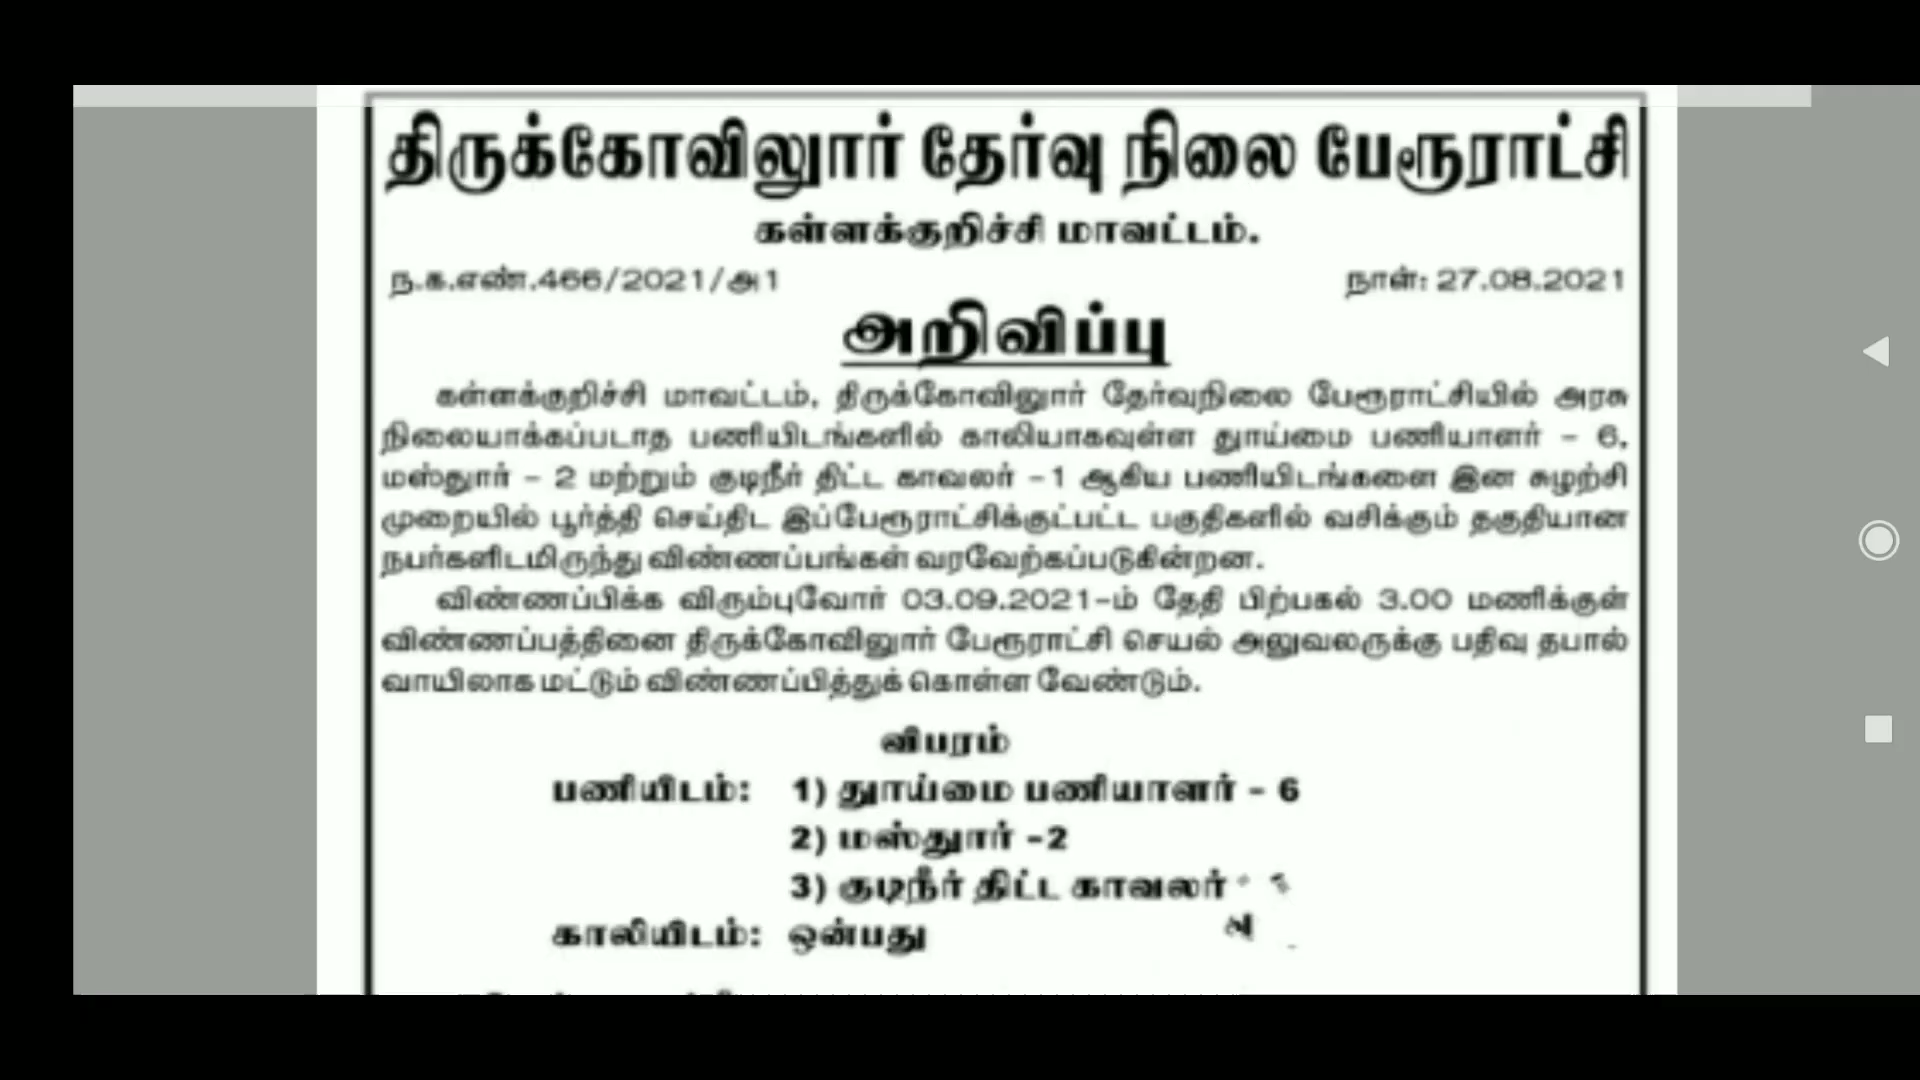 திருக்கோவிலூர் தேர்வு நிலை பேரூராட்சி
கள்ளக்குறிச்சி மாவட்டம்.
ந.க.எண்.466/2021/அ1 நாள்: 27.08.2021
அறிவிப்பு
கள்ளக்குறிச்சி மாவட்டம், திருக்கோவிலூர் தேர்வுநிலை பேரூராட்சியில் அரசு
நிலையாக்கப்படாத பணியிடங்களில் காலியாகவுள்ள தூய்மை பணியாளர் - 6,
மஸ்தூர் - 2 மற்றும் குடிநீர் திட்ட காவலர் -1 ஆகிய பணியிடங்களை இன சுழற்சி
முறையில் பூர்த்தி செய்திட இப்பேரூராட்சிக்குட்பட்ட பகுதிகளில் வசிக்கும் தகுதியான
நபர்களிடமிருந்து விண்ணப்பங்கள் வரவேற்கப்படுகின்றன.
விண்ணப்பிக்க விரும்புவோர் 03.09.2021-ம் தேதி பிற்பகல் 3.00 மணிக்குள்
விண்ணப்பத்தினை திருக்கோவிலூர் பேரூராட்சி செயல் அலுவலருக்கு பதிவு தபால்
வாயிலாக மட்டும் விண்ணப்பித்துக் கொள்ள வேண்டும்.
விபரம்
பணியிடம்: 1) தூய்மை பணியாளர் - 6
2) மஸ்தூர் -2
3) குடிநீர் திட்ட காவலர்
காலியிடம்: ஒன்பது